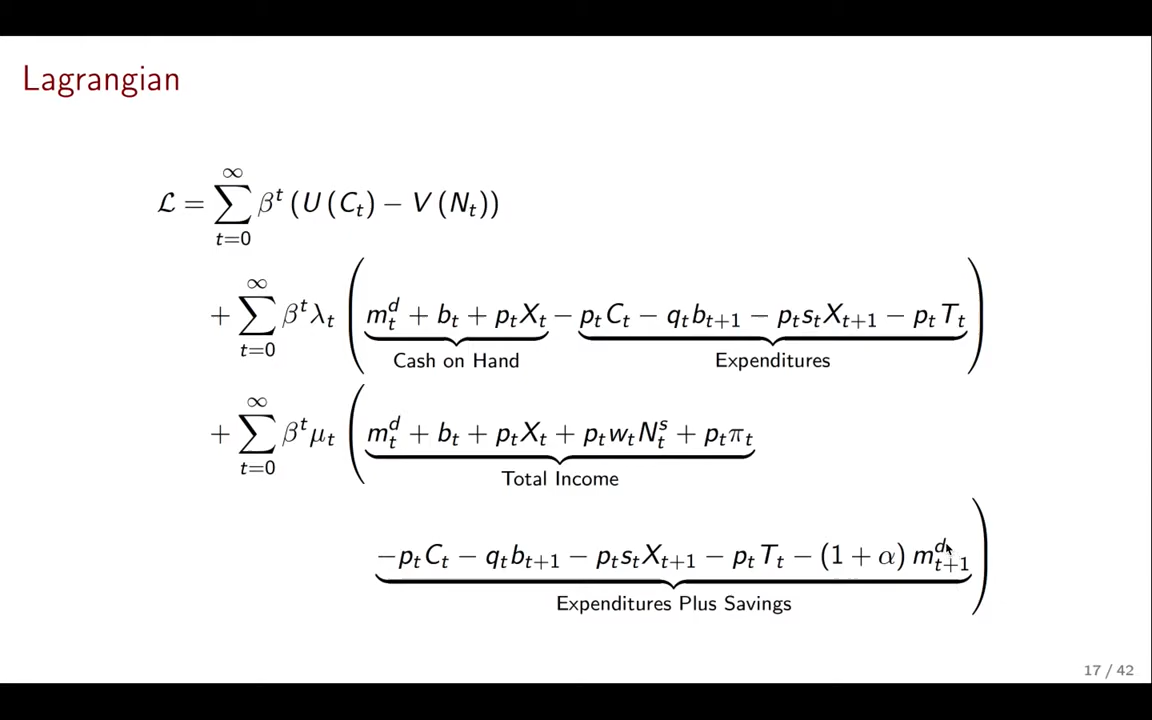 Lagrangian
ℒ = ∑_{t=0}^{∞} β^t (U (C_t) − V (N_t))
+ ∑_{t=0}^{∞} β^t λ_t ( m_t^d + b_t + p_t X_t − p_t C_t − q_t b_{t+1} − p_t s_t X_{t+1} − p_t T_t )
Cash on Hand Expenditures
+ ∑_{t=0}^{∞} β^t μ_t ( m_t^d + b_t + p_t X_t + p_t w_t N_t^s + p_t π_t
Total Income
−p_t C_t − q_t b_{t+1} − p_t s_t X_{t+1} − p_t T_t − (1 + α) m_{t+1}^d )
Expenditures Plus Savings
17 / 42